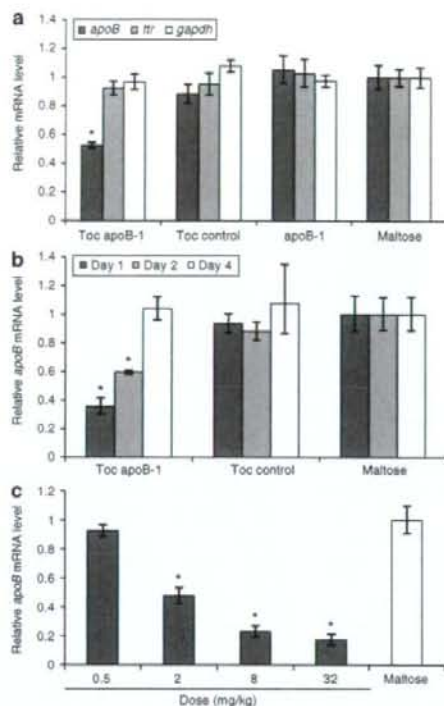 a
apoB ttr gapdh
Relative mRNA level
1.2
1
0.8
0.6
0.4
0.2
0
*
Toc apoB-1 Toc control apoB-1 Maltose
b
Day 1 Day 2 Day 4
Relative apoB mRNA level
1.4
1.2
1
0.8
0.6
0.4
0.2
0
* *
Toc apoB-1 Toc control Maltose
c
Relative apoB mRNA level
1.2
1
0.8
0.6
0.4
0.2
0
* * *
0.5 2 8 32 Maltose
Dose (mg/kg)